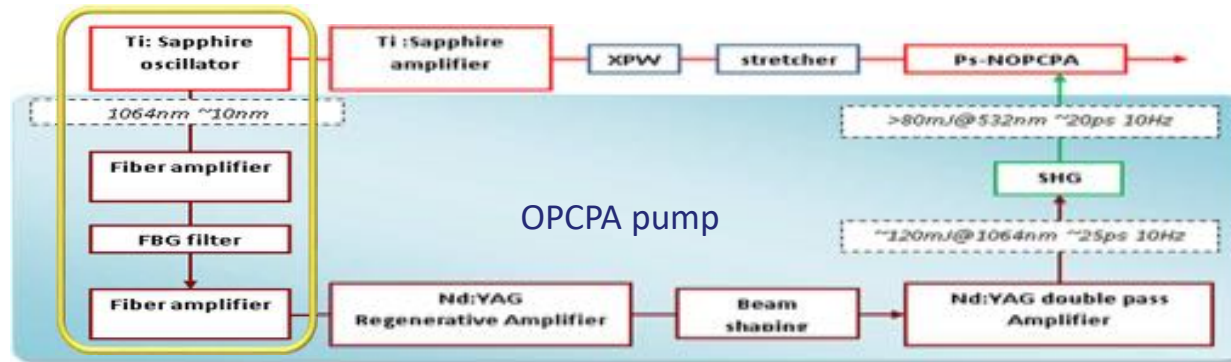 Ti: Sapphire
oscillator
Ti :Sapphire
amplifier
XPW
stretcher
Ps-NOPCPA
1064nm ~10nm
>80mJ@532nm ~20ps 10Hz
Fiber amplifier
SHG
OPCPA pump
FBG filter
~120mJ@1064nm ~25ps 10Hz
Fiber amplifier
Nd:YAG
Regenerative Amplifier
Beam
shaping
Nd:YAG double pass
Amplifier